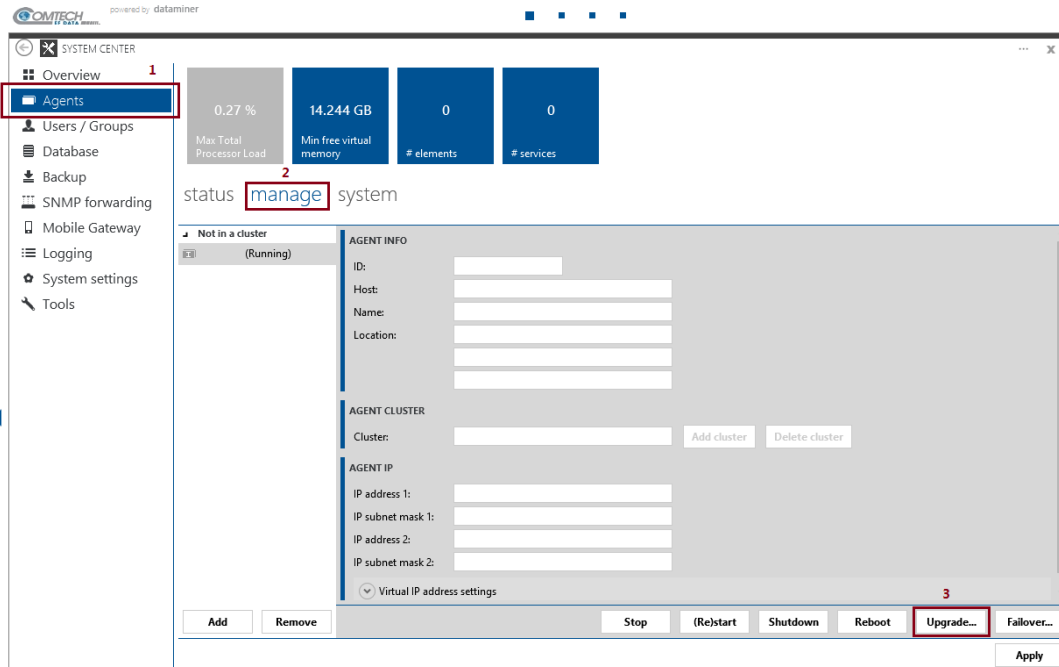 COMTECH
EF DATA
powered by dataminer
SYSTEM CENTER
... x
Overview
1
Agents
Users / Groups
Database
Backup
SNMP forwarding
Mobile Gateway
Logging
System settings
Tools
0.27 %
Max Total
Processor Load
14.244 GB
Min free virtual
memory
0
# elements
0
# services
2
status manage system
Not in a cluster
(Running)
AGENT INFO
ID:
Host:
Name:
Location:
AGENT CLUSTER
Cluster:
Add cluster Delete cluster
AGENT IP
IP address 1:
IP subnet mask 1:
IP address 2:
IP subnet mask 2:
Virtual IP address settings
3
Add Remove Stop (Re)start Shutdown Reboot Upgrade... Failover...
Apply